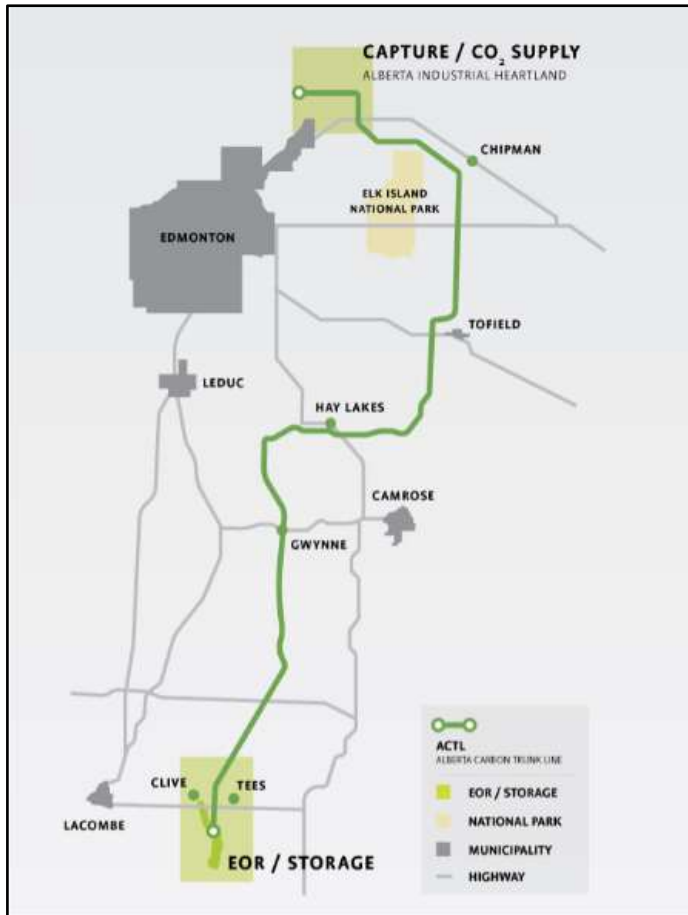 CAPTURE / CO₂ SUPPLY
ALBERTA INDUSTRIAL HEARTLAND
CHIPMAN
ELK ISLAND
NATIONAL PARK
EDMONTON
TOFIELD
LEDUC
HAY LAKES
CAMROSE
GWYNNE
CLIVE
TEES
LACOMBE
EOR / STORAGE
ACTL
ALBERTA CARBON TRUNK LINE
EOR / STORAGE
NATIONAL PARK
MUNICIPALITY
HIGHWAY